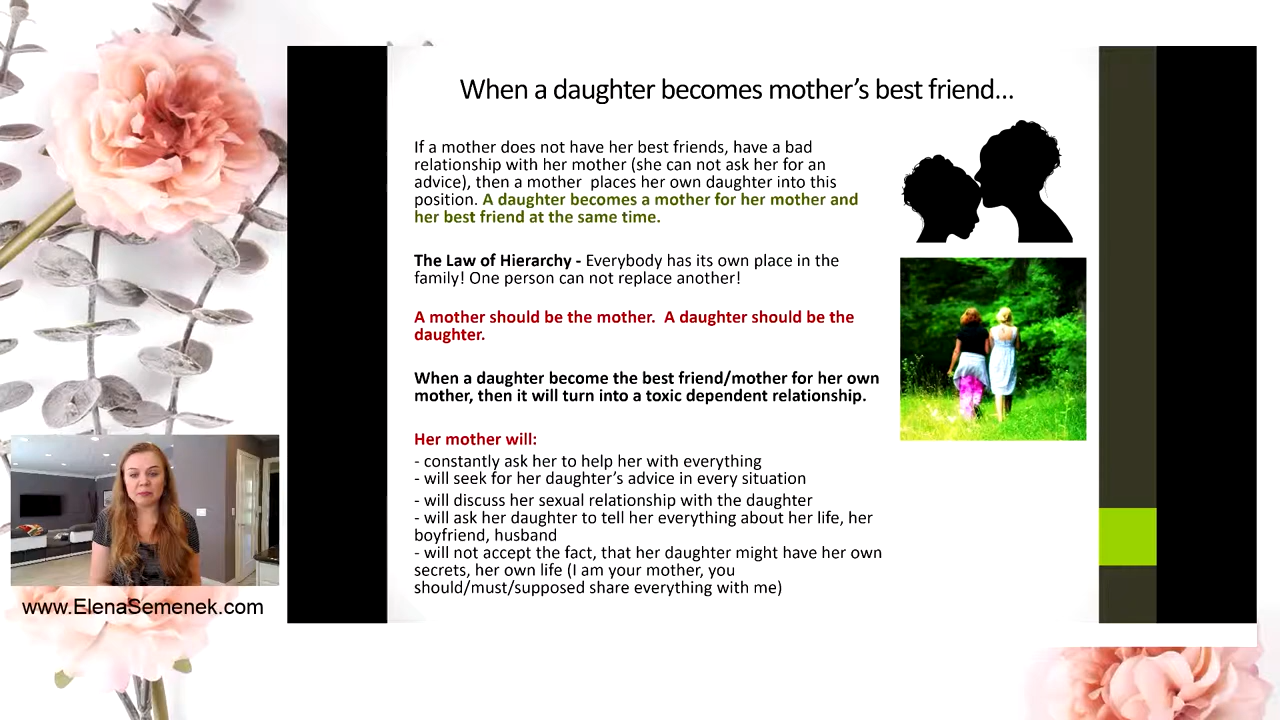 When a daughter becomes mother's best friend...
If a mother does not have her best friends, have a bad
relationship with her mother (she can not ask her for an
advice), then a mother places her own daughter into this
position. A daughter becomes a mother for her mother and
her best friend at the same time.
The Law of Hierarchy - Everybody has its own place in the
family! One person can not replace another!
A mother should be the mother. A daughter should be the
daughter.
When a daughter become the best friend/mother for her own
mother, then it will turn into a toxic dependent relationship.
Her mother will:
- constantly ask her to help her with everything
- will seek for her daughter's advice in every situation
- will discuss her sexual relationship with the daughter
- will ask her daughter to tell her everything about her life, her
boyfriend, husband
- will not accept the fact, that her daughter might have her own
secrets, her own life (I am your mother, you
should/must/supposed share everything with me)
www.ElenaSemenek.com